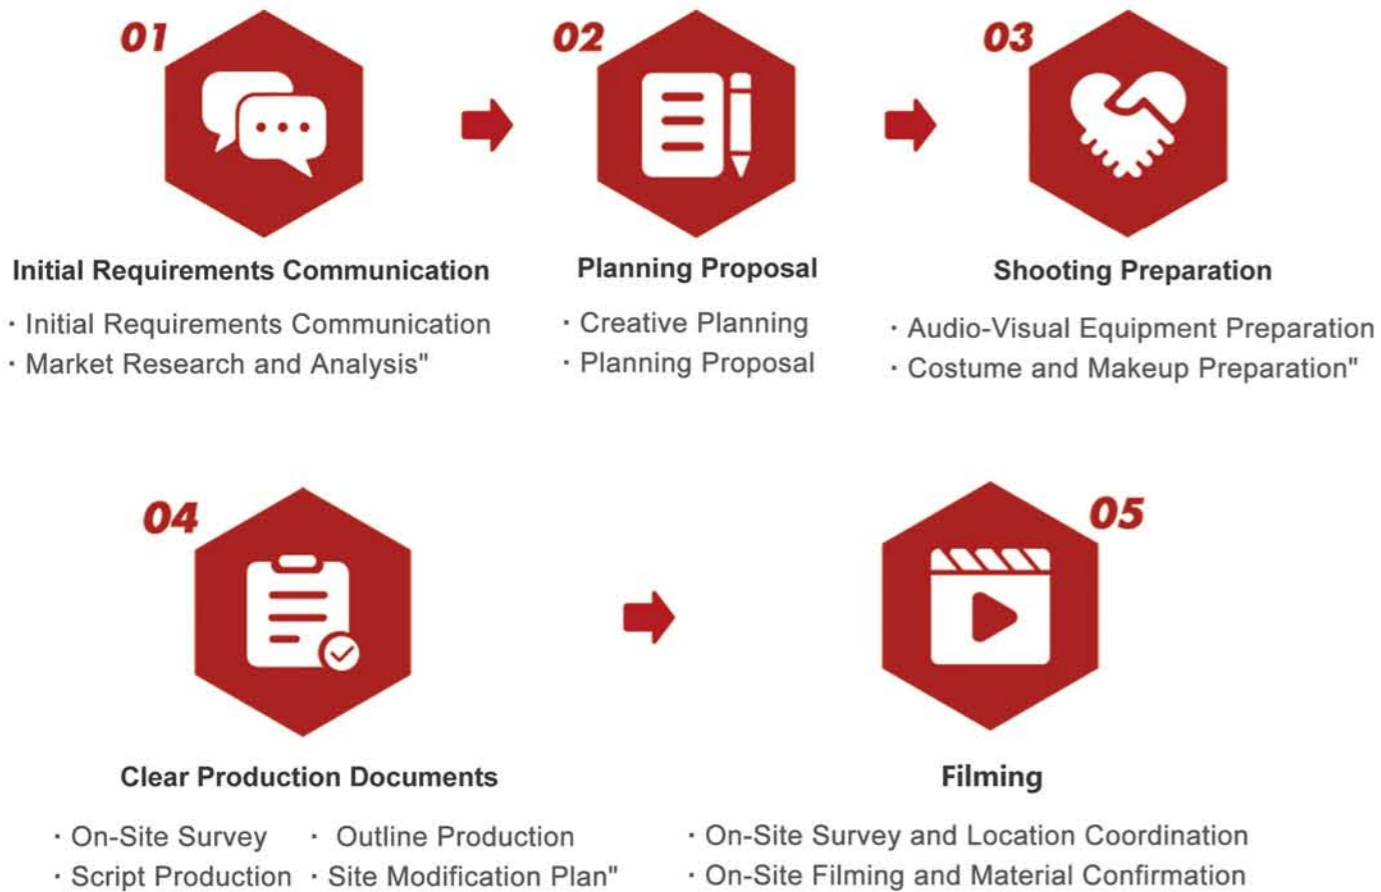 01
02
03
Initial Requirements Communication
· Initial Requirements Communication
· Market Research and Analysis"
Planning Proposal
· Creative Planning
· Planning Proposal
Shooting Preparation
· Audio-Visual Equipment Preparation
· Costume and Makeup Preparation"
04
05
Clear Production Documents
· On-Site Survey · Outline Production
· Script Production · Site Modification Plan"
Filming
· On-Site Survey and Location Coordination
· On-Site Filming and Material Confirmation